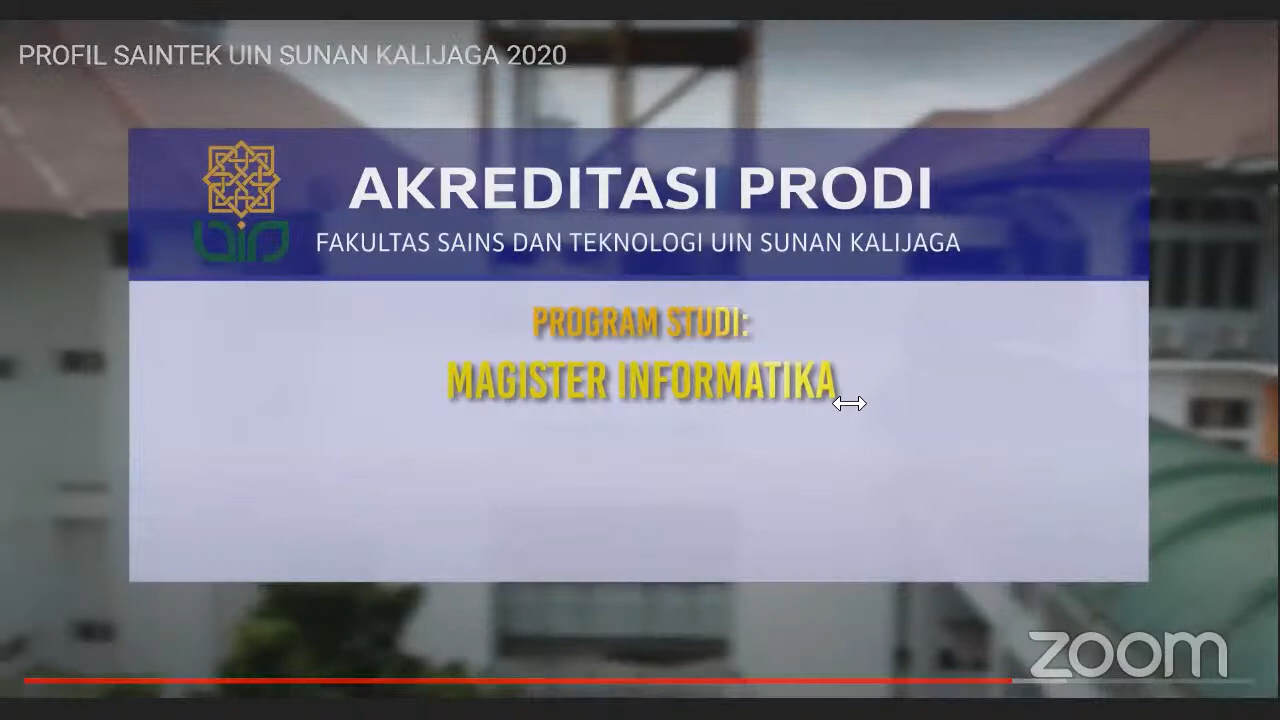 PROFIL SAINTEK UIN SUNAN KALIJAGA 2020
AKREDITASI PRODI
uin
FAKULTAS SAINS DAN TEKNOLOGI UIN SUNAN KALIJAGA
PROGRAM STUDI:
MAGISTER INFORMATIKA
zoom